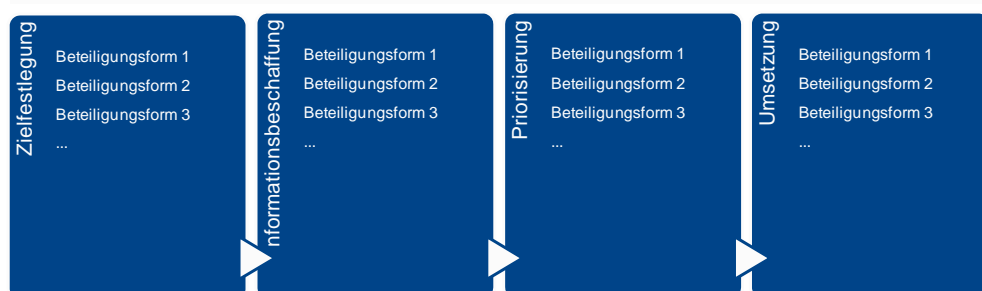 Zielfestlegung
Beteiligungsform 1
Beteiligungsform 2
Beteiligungsform 3
...
nformationsbeschaffung
Beteiligungsform 1
Beteiligungsform 2
Beteiligungsform 3
...
Priorisierung
Beteiligungsform 1
Beteiligungsform 2
Beteiligungsform 3
...
Umsetzung
Beteiligungsform 1
Beteiligungsform 2
Beteiligungsform 3
...